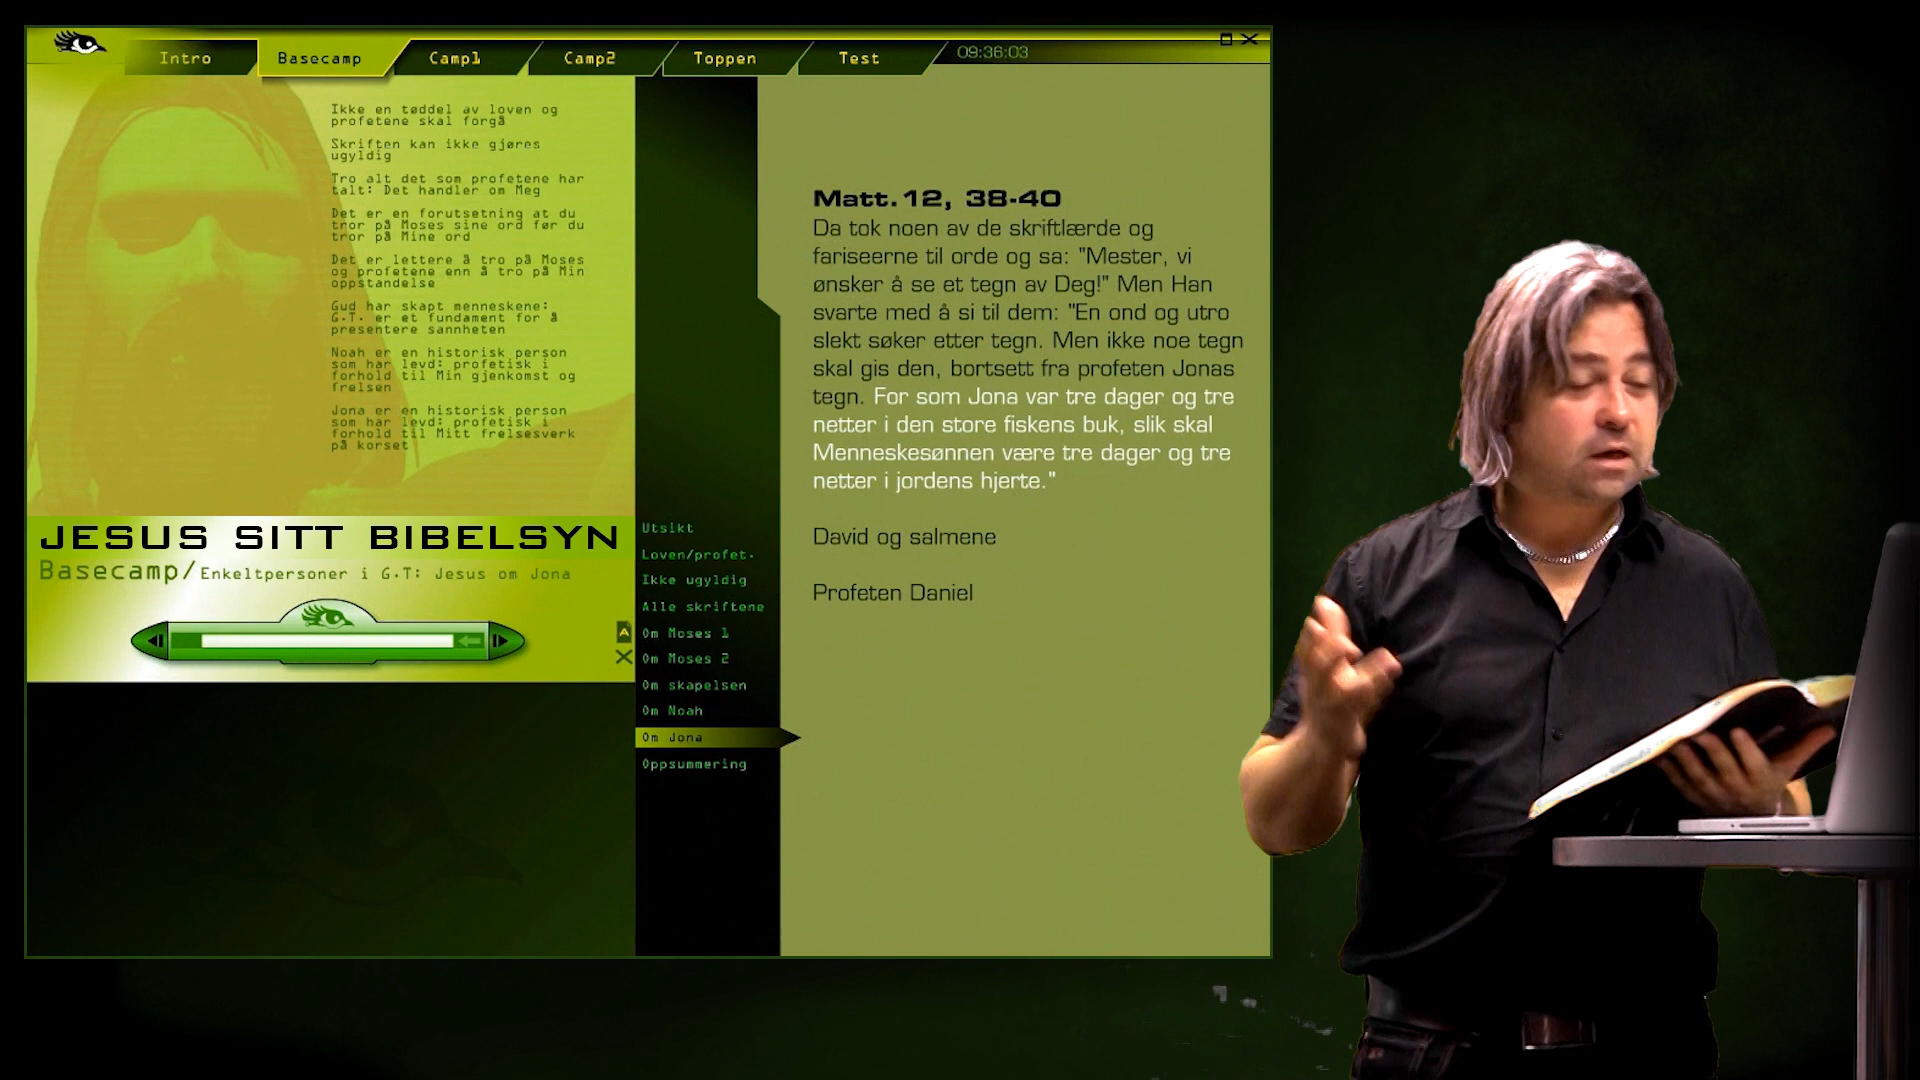 Intro
Basecamp
Camp1
Camp2
Toppen
Test
09:36:03
Ikke en tøddel av loven og
profetene skal forgå
Skriften kan ikke gjøres
ugyldig
Tro alt det som profetene har
talt: Det handler om Meg
Det er en forutsetning at du
tror på Moses sine ord før du
tror på Mine ord
Det er lettere å tro på Moses
og profetene enn å tro på Min
oppstandelse
Gud har skapt menneskene:
G.T. er et fundament for å
presentere sannheten
Noah er en historisk person
som har levd: profetisk i
forhold til Min gjenkomst og
frelsen
Jona er en historisk person
som har levd: profetisk i
forhold til Mitt frelsesverk
på korset
JESUS SITT BIBELSYN
Basecamp/Enkeltpersoner i G.T: Jesus om Jona
A
Utsikt
Loven/profet.
Ikke ugyldig
Alle skriftene
Om Moses 1
Om Moses 2
Om skapelsen
Om Noah
Om Jona
Oppsummering
Matt.12, 38-40
Da tok noen av de skriftlærde og
fariseerne til orde og sa: "Mester, vi
ønsker å se et tegn av Deg!" Men Han
svarte med å si til dem: "En ond og utro
slekt søker etter tegn. Men ikke noe tegn
skal gis den, bortsett fra profeten Jonas
tegn. For som Jona var tre dager og tre
netter i den store fiskens buk, slik skal
Menneskesønnen være tre dager og tre
netter i jordens hjerte."
David og salmene
Profeten Daniel